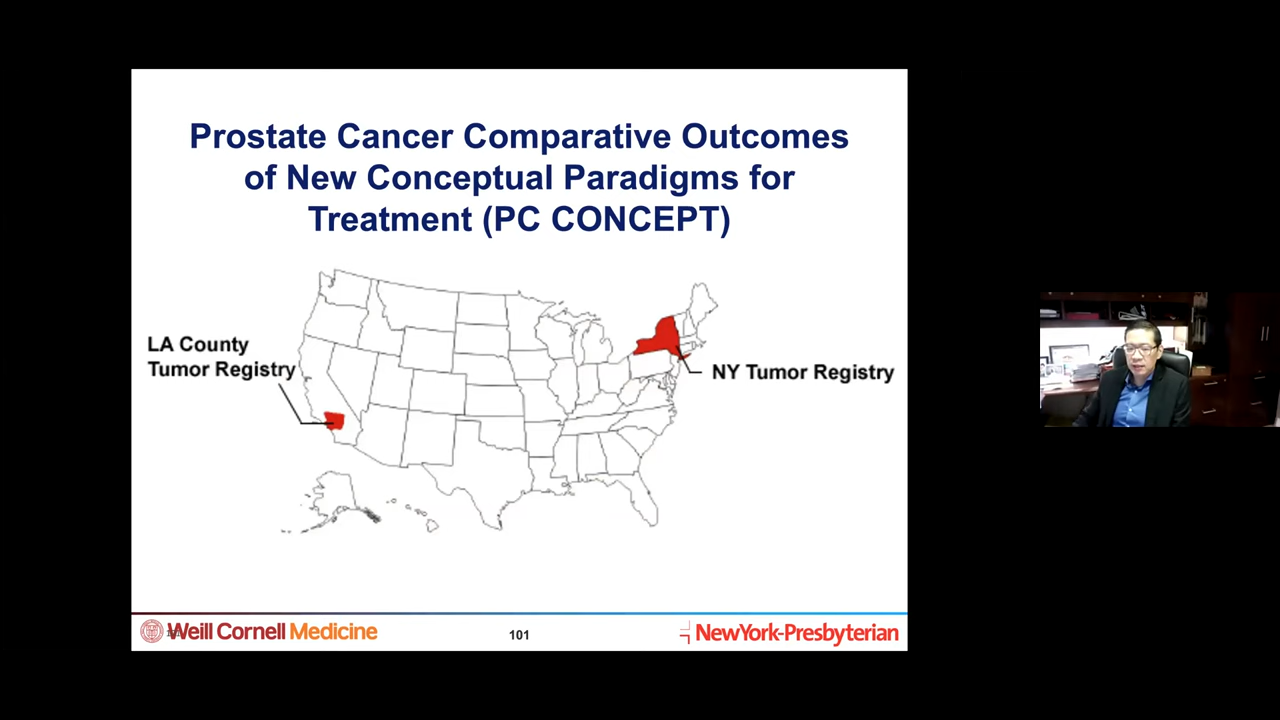 Prostate Cancer Comparative Outcomes
of New Conceptual Paradigms for
Treatment (PC CONCEPT)
LA County
Tumor Registry
NY Tumor Registry
Weill Cornell Medicine
101
NewYork-Presbyterian